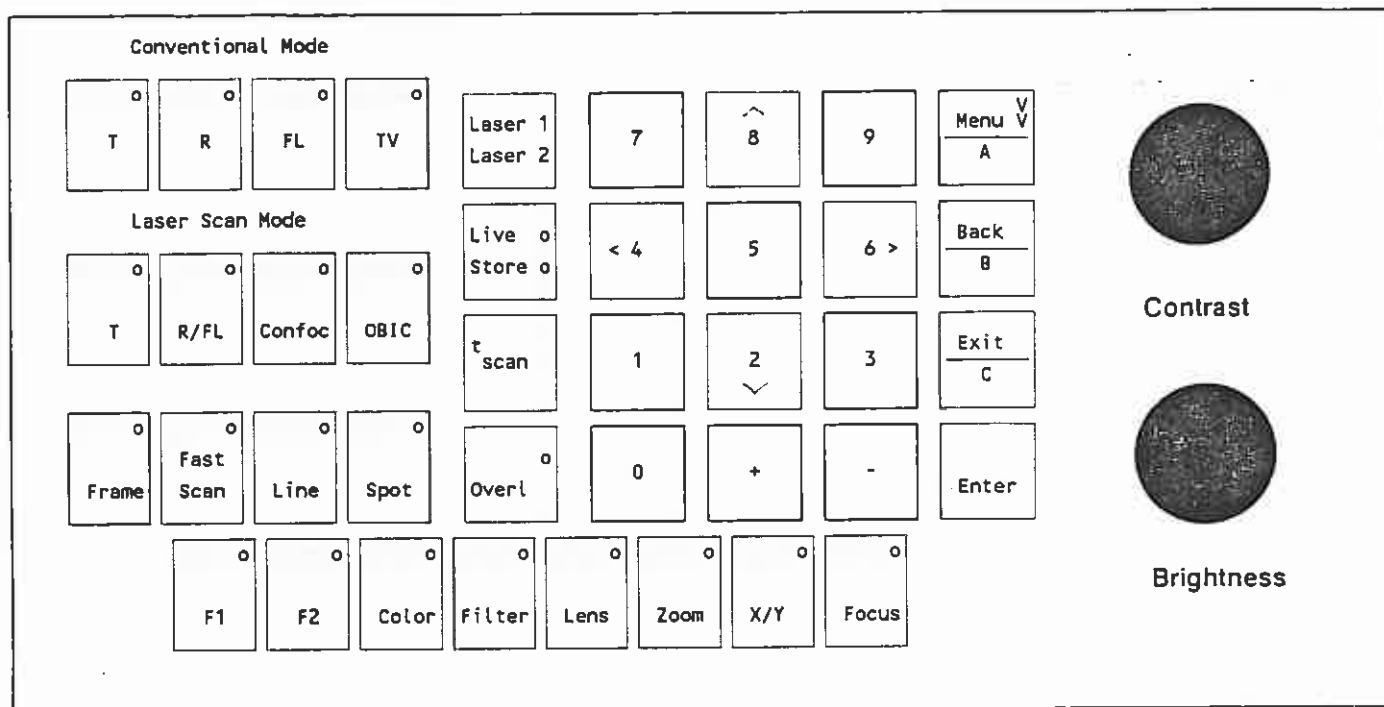 Conventional Mode
T R FL TV
Laser 1
Laser 2
7 8 9
Menu
A
Laser Scan Mode
T R/FL Confoc OBIC
Live
Store
< 4 5 6 >
Back
B
t scan
1 2 3
Exit
C
Frame
Fast
Scan
Line Spot
Overl
0 + -
Enter
F1 F2 Color Filter Lens Zoom X/Y Focus
Contrast
Brightness